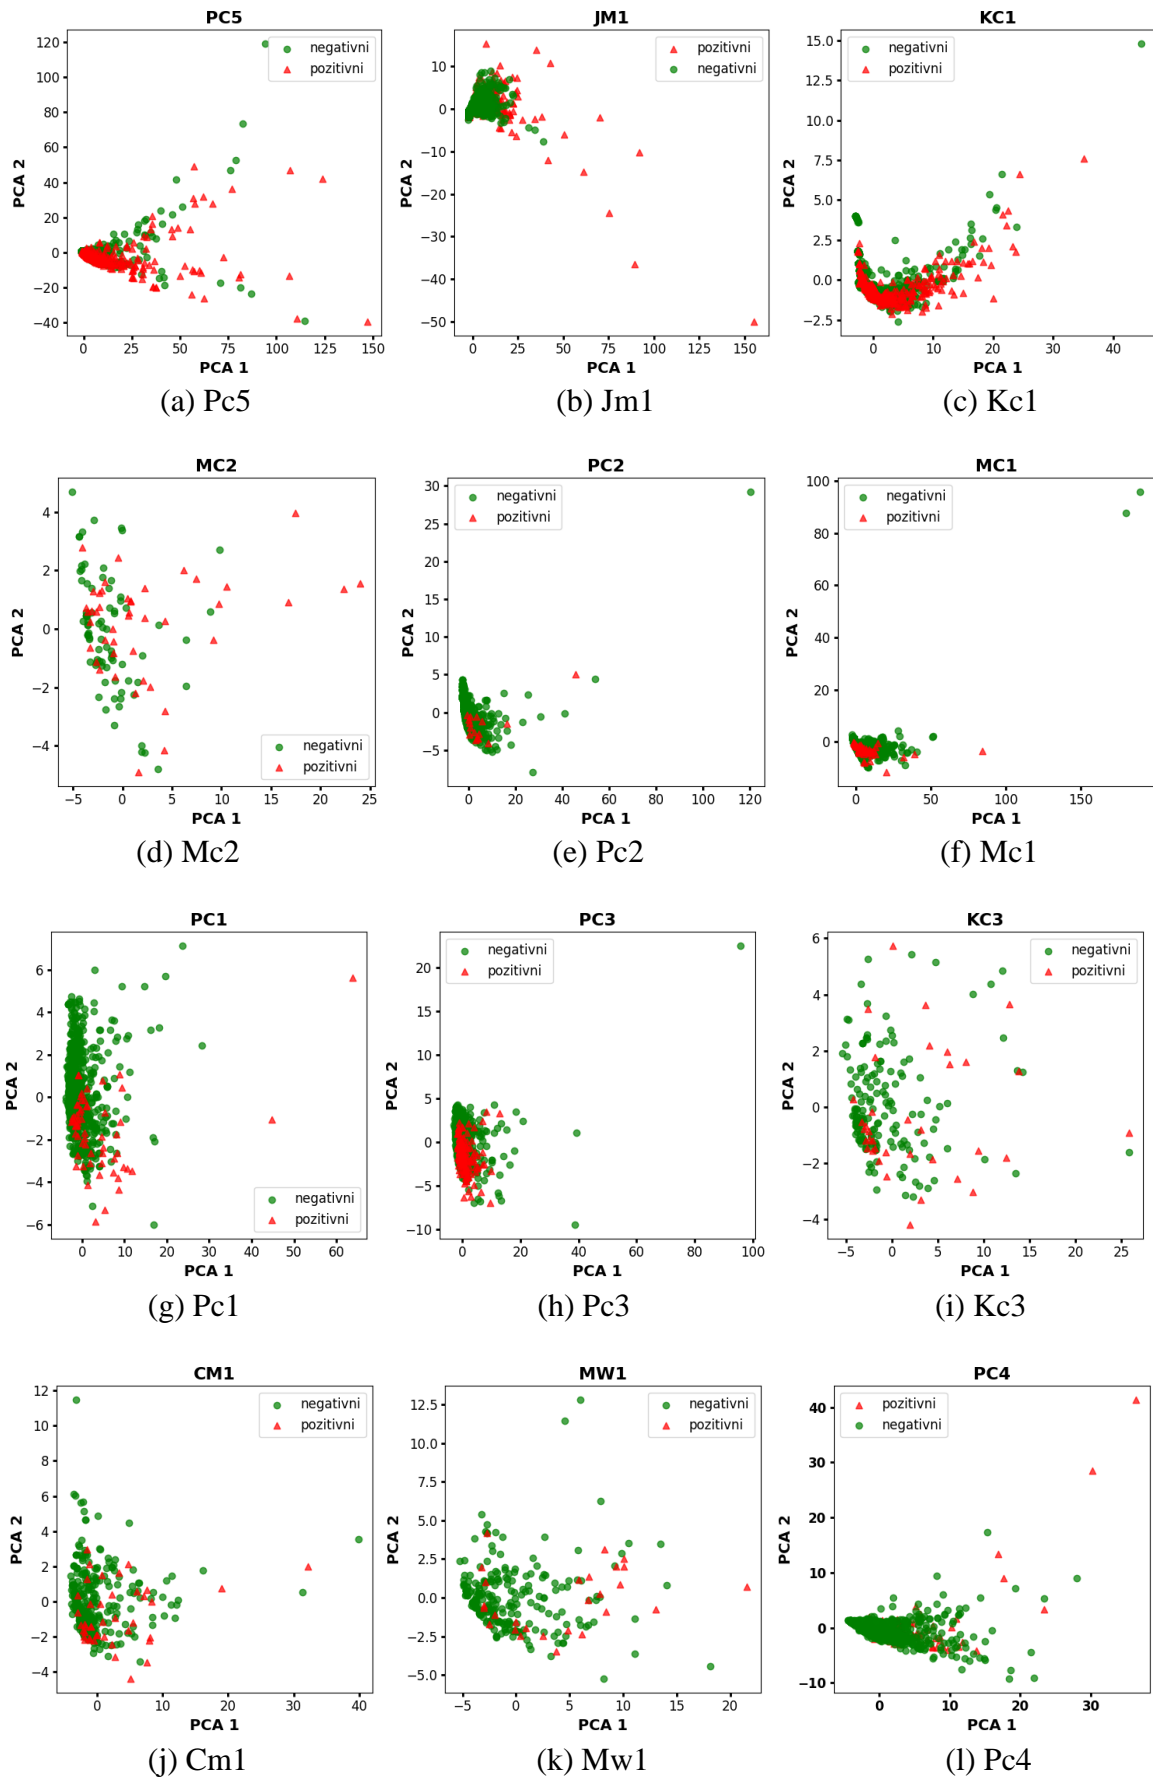 PC5
120
100
80
60
40
20
0
−20
−40
PCA 2
negativni
pozitivni
0 25 50 75 100 125 150
PCA 1
(a) Pc5
JM1
10
0
−10
−20
−30
−40
−50
PCA 2
pozitivni
negativni
0 25 50 75 100 125 150
PCA 1
(b) Jm1
KC1
15.0
12.5
10.0
7.5
5.0
2.5
0.0
−2.5
PCA 2
negativni
pozitivni
0 10 20 30 40
PCA 1
(c) Kc1
MC2
4
2
0
−2
−4
PCA 2
negativni
pozitivni
−5 0 5 10 15 20 25
PCA 1
(d) Mc2
PC2
30
25
20
15
10
5
0
−5
PCA 2
negativni
pozitivni
0 20 40 60 80 100 120
PCA 1
(e) Pc2
MC1
100
80
60
40
20
0
PCA 2
negativni
pozitivni
0 50 100 150
PCA 1
(f) Mc1
PC1
6
4
2
0
−2
−4
−6
PCA 2
negativni
pozitivni
0 10 20 30 40 50 60
PCA 1
(g) Pc1
PC3
20
15
10
5
0
−5
−10
PCA 2
negativni
pozitivni
0 20 40 60 80 100
PCA 1
(h) Pc3
KC3
6
4
2
0
−2
−4
PCA 2
negativni
pozitivni
−5 0 5 10 15 20 25
PCA 1
(i) Kc3
CM1
12
10
8
6
4
2
0
−2
−4
PCA 2
negativni
pozitivni
0 10 20 30 40
PCA 1
(j) Cm1
MW1
12.5
10.0
7.5
5.0
2.5
0.0
−2.5
−5.0
PCA 2
negativni
pozitivni
−5 0 5 10 15 20
PCA 1
(k) Mw1
PC4
40
30
20
10
0
−10
PCA 2
pozitivni
negativni
0 10 20 30
PCA 1
(l) Pc4